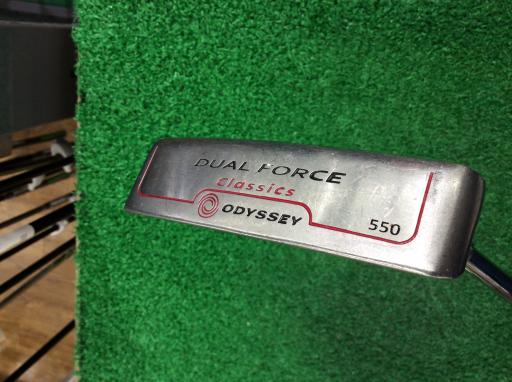 DUAL FORCE
Classics
ODYSSEY
550